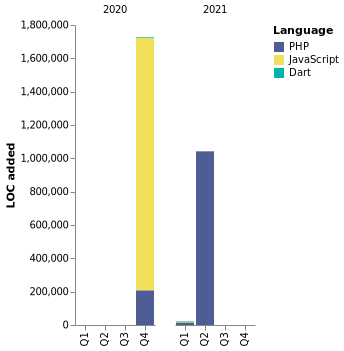 2020 2021
Language
PHP
JavaScript
Dart
LOC added
1,800,000
1,600,000
1,400,000
1,200,000
1,000,000
800,000
600,000
400,000
200,000
0
Q1 Q2 Q3 Q4 Q1 Q2 Q3 Q4